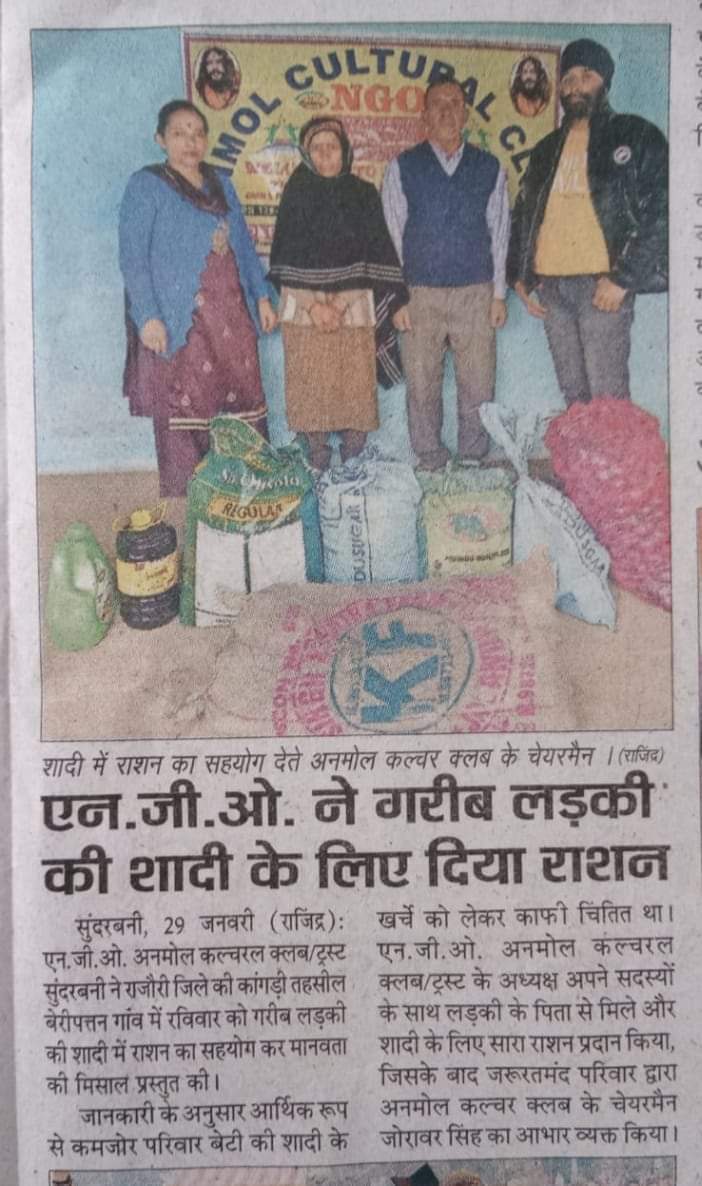 CULTURAL CL
NGO
REGULAR
KF
शादी में राशन का सहयोग देते अनमोल कल्चर क्लब के चेयरमैन । (राजिंद्र)
एन.जी.ओ. ने गरीब लड़की
की शादी के लिए दिया राशन
सुंदरबनी, 29 जनवरी (राजिंद्र):
एन.जी.ओ. अनमोल कल्चरल क्लब/ट्रस्ट
सुंदरबनी ने राजौरी जिले की कांगड़ी तहसील
बेरीपत्तन गांव में रविवार को गरीब लड़की
की शादी में राशन का सहयोग कर मानवता
की मिसाल प्रस्तुत की।
जानकारी के अनुसार आर्थिक रूप
से कमजोर परिवार बेटी की शादी के
खर्चे को लेकर काफी चिंतित था।
एन.जी.ओ. अनमोल कल्चरल
क्लब/ट्रस्ट के अध्यक्ष अपने सदस्यों
के साथ लड़की के पिता से मिले और
शादी के लिए सारा राशन प्रदान किया,
जिसके बाद जरूरतमंद परिवार द्वारा
अनमोल कल्चर क्लब के चेयरमैन
जोरावर सिंह का आभार व्यक्त किया।